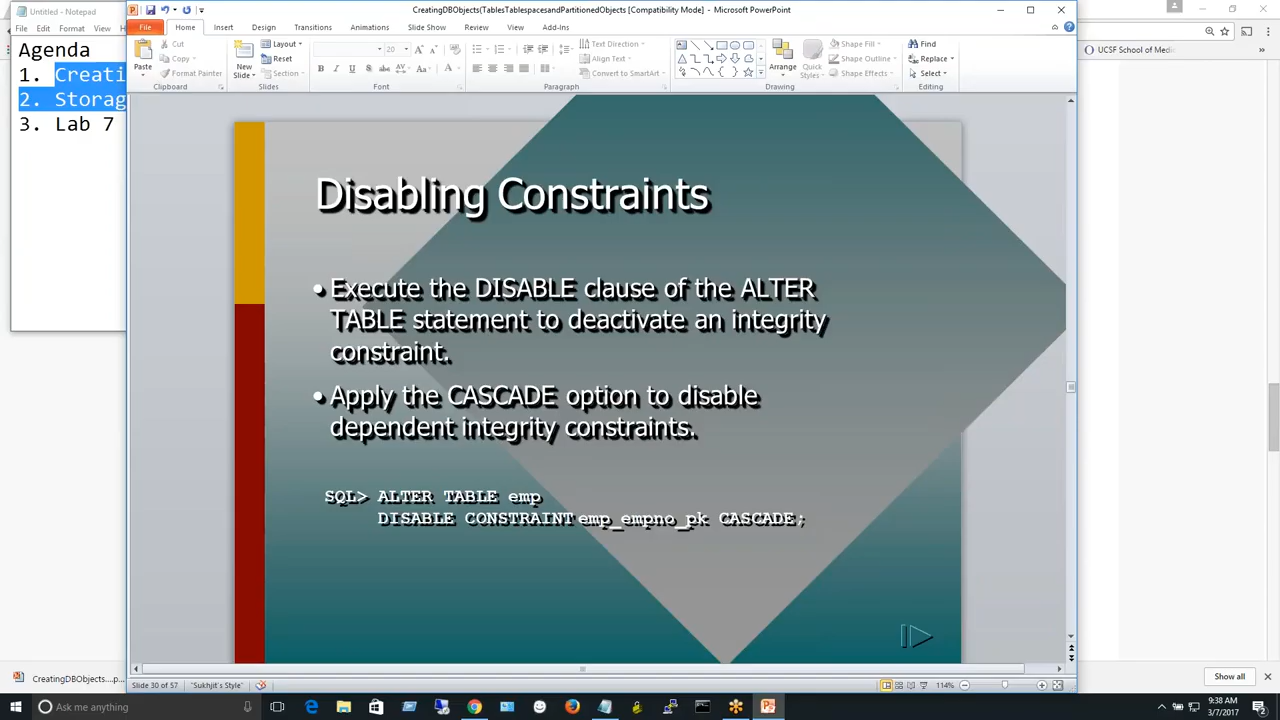 CreatingDBObjects(TablesTablespacesandPartitionedObjects [Compatibility Mode] - Microsoft PowerPoint
Untitled - Notepad
File Edit Format
File Home Insert Design Transitions Animations Slide Show Review View Add-Ins
Paste
Cut
Copy
Format Painter
Clipboard
New Slide
Layout
Reset
Section
Slides
20
Font
Paragraph
Text Direction
Align Text
Convert to SmartArt
Arrange
Quick Styles
Shape Fill
Shape Outline
Shape Effects
Drawing
Find
Replace
Select
Editing
UCSF School of Medi
Agenda
1. Creati
2. Storag
3. Lab 7
Disabling Constraints
• Execute the DISABLE clause of the ALTER
TABLE statement to deactivate an integrity
constraint.
• Apply the CASCADE option to disable
dependent integrity constraints.
SQL> ALTER TABLE emp
DISABLE CONSTRAINT emp_empno_pk CASCADE;
Slide 30 of 57 "Sukhjit's Style" 114%
CreatingDBObjects....p...
Show all
Ask me anything
9:38 AM
3/7/2017